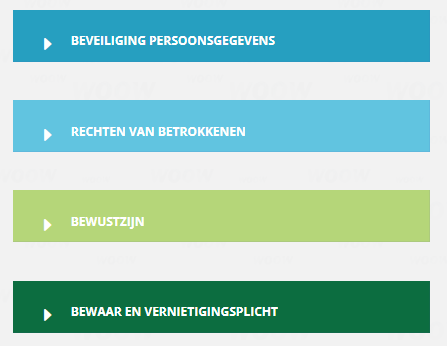 BEVEILIGING PERSOONSGEGEVENS
RECHTEN VAN BETROKKENEN
BEWUSTZIJN
BEWAAR EN VERNIETIGINGSPLICHT